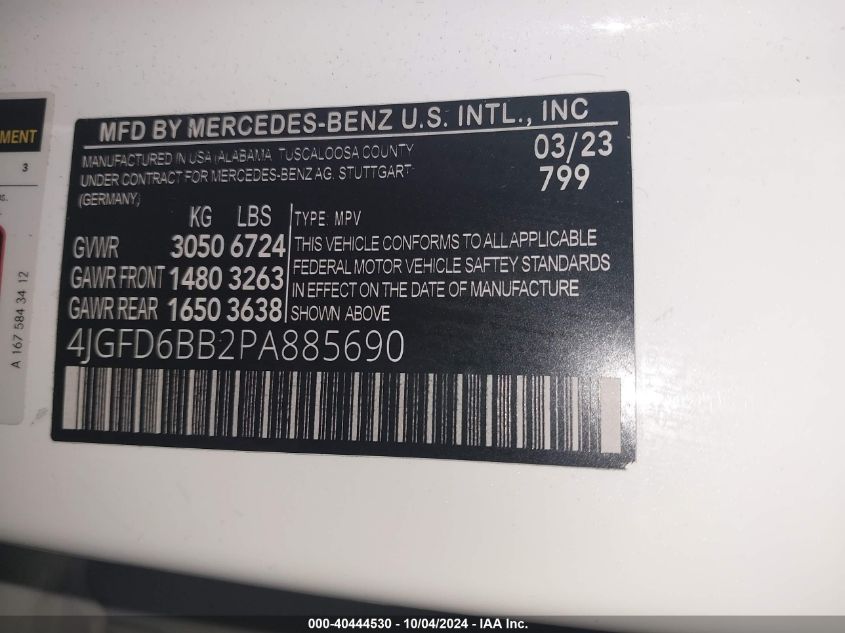 MENT
3
A 167 584 34 12
MFD BY MERCEDES-BENZ U.S. INTL., INC
MANUFACTURED IN USA (ALABAMA, TUSCALOOSA COUNTY
UNDER CONTRACT FOR MERCEDES-BENZ AG, STUTTGART
(GERMANY)
03/23
799
KG LBS
GVWR 3050 6724
GAWR FRONT 1480 3263
GAWR REAR 1650 3638
TYPE: MPV
THIS VEHICLE CONFORMS TO ALL APPLICABLE
FEDERAL MOTOR VEHICLE SAFTEY STANDARDS
IN EFFECT ON THE DATE OF MANUFACTURE
SHOWN ABOVE
4JGFD6BB2PA885690
000-40444530 - 10/04/2024 - IAA Inc.